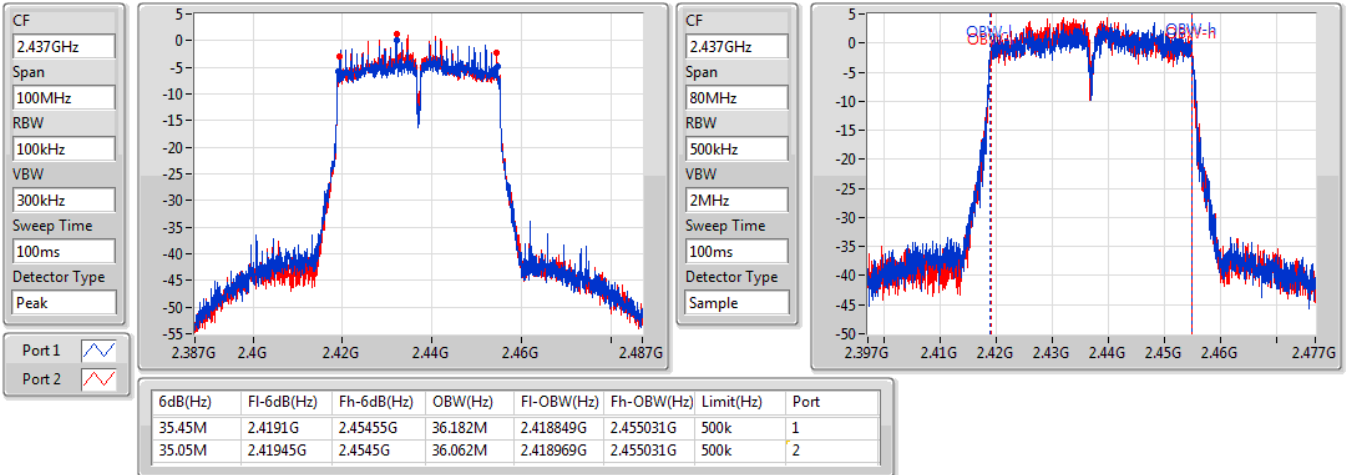 CF
2.437GHz
Span
100MHz
RBW
100kHz
VBW
300kHz
Sweep Time
100ms
Detector Type
Peak
Port 1
Port 2
5
0
-5
-10
-15
-20
-25
-30
-35
-40
-45
-50
-55
2.387G 2.4G 2.42G 2.44G 2.46G 2.487G
CF
2.437GHz
Span
80MHz
RBW
500kHz
VBW
2MHz
Sweep Time
100ms
Detector Type
Sample
5
0
-5
-10
-15
-20
-25
-30
-35
-40
-45
-50
OBW-h
2.397G 2.41G 2.42G 2.43G 2.44G 2.45G 2.46G 2.477G
6dB(Hz) Fl-6dB(Hz) Fh-6dB(Hz) OBW(Hz) Fl-OBW(Hz) Fh-OBW(Hz) Limit(Hz) Port
35.45M 2.4191G 2.45455G 36.182M 2.418849G 2.455031G 500k 1
35.05M 2.41945G 2.4545G 36.062M 2.418969G 2.455031G 500k 2